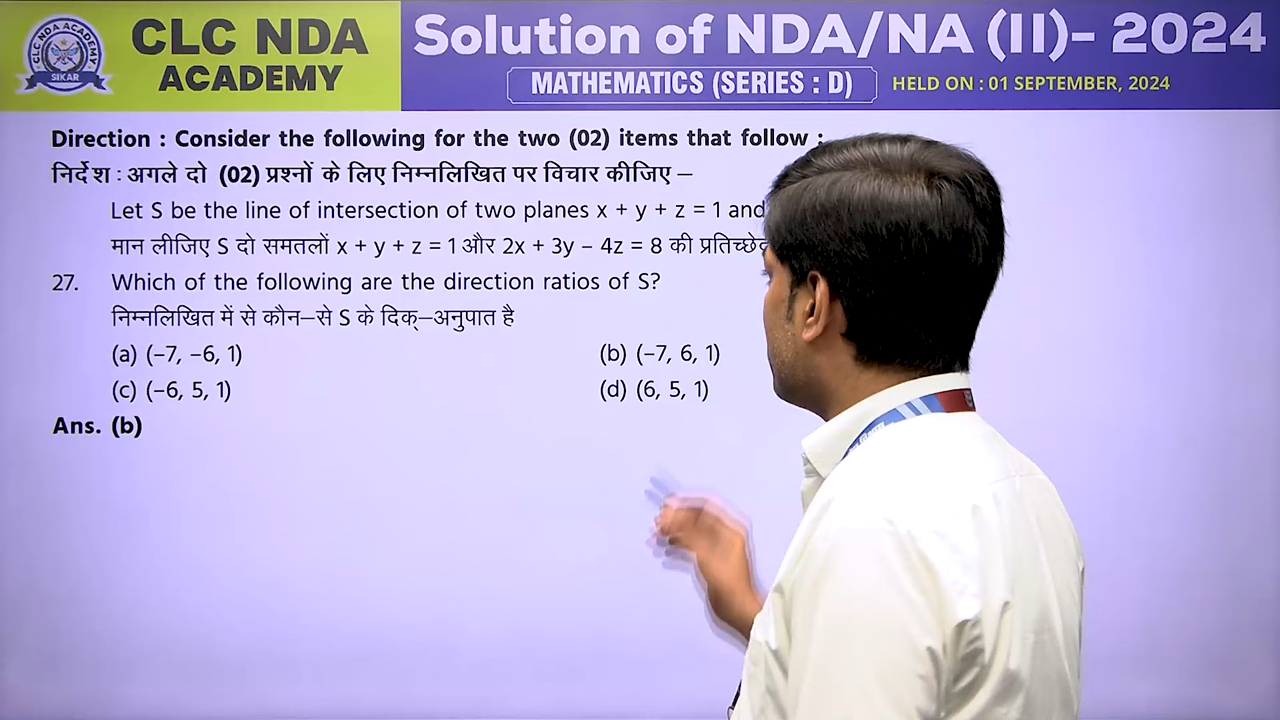 CLC NDA ACADEMY
SIKAR
CLC NDA
ACADEMY
Solution of NDA/NA (II)- 2024
MATHEMATICS (SERIES : D)
HELD ON : 01 SEPTEMBER, 2024
Direction : Consider the following for the two (02) items that follow :
निर्देश : अगले दो (02) प्रश्नों के लिए निम्नलिखित पर विचार कीजिए –
Let S be the line of intersection of two planes x + y + z = 1 and
मान लीजिए S दो समतलों x + y + z = 1 और 2x + 3y – 4z = 8 की
27. Which of the following are the direction ratios of S?
निम्नलिखित में से कौन–से S के दिक्–अनुपात है
(a) (–7, –6, 1) (b) (–7, 6, 1)
(c) (–6, 5, 1) (d) (6, 5, 1)
Ans. (b)